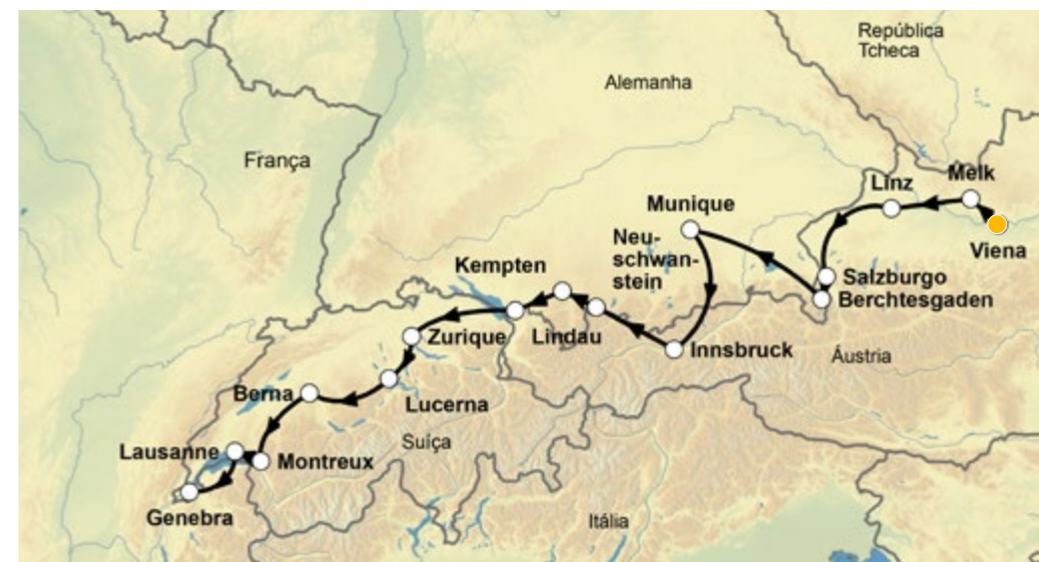 República
Tcheca
Alemanha
França
Melk
Linz
Munique
Viena
Neu-
schwan-
stein
Kempten
Salzburgo
Berchtesgaden
Zurique
Lindau
Innsbruck
Áustria
Berna
Lucerna
Suíça
Lausanne
Montreux
Genebra
Itália